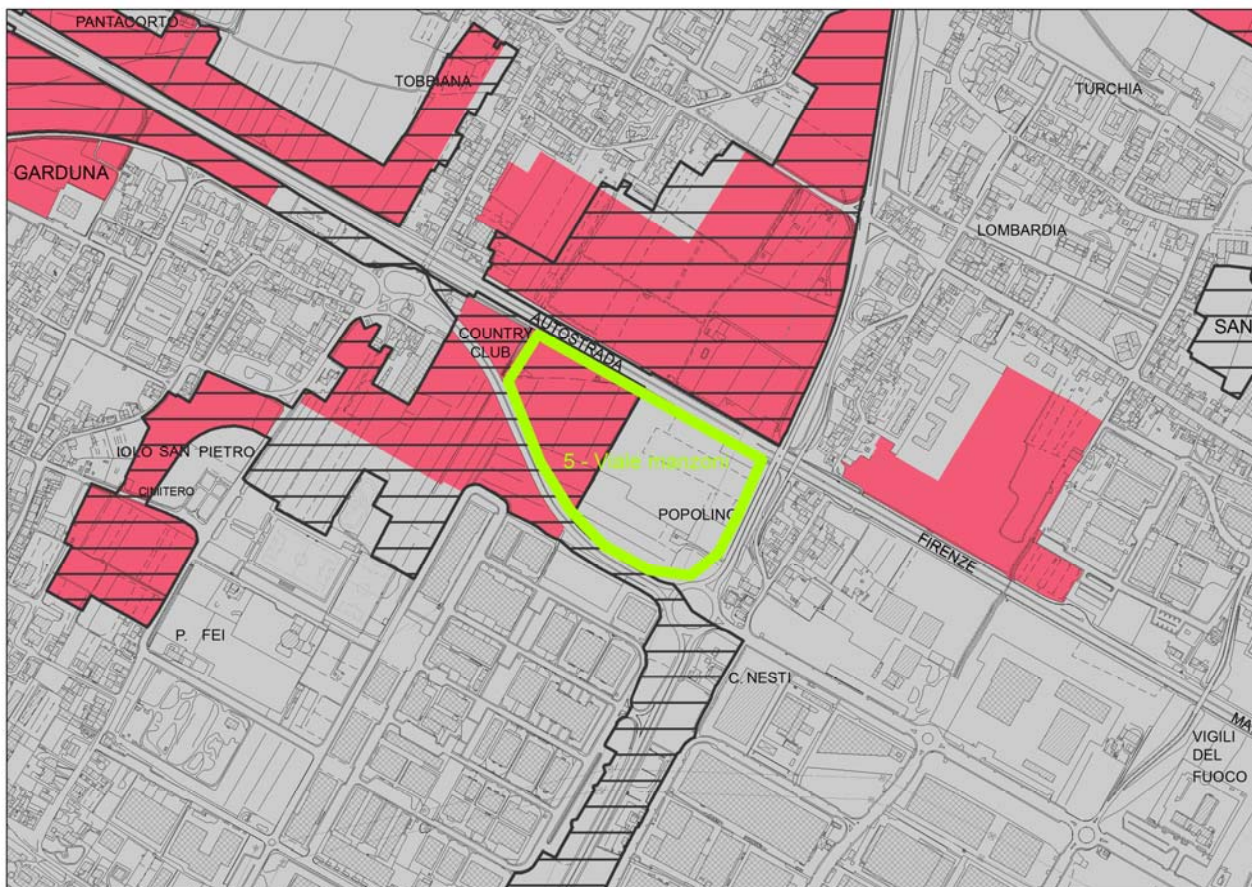 PANTACORTO
TOBBIANA
TURCHIA
GARDUNA
LOMBARDIA
SAN
COUNTRY
CLUB
AUTOSTRADA
IOLO SAN PIETRO
5 - Viale manzoni
CIMITERO
POPOLINO
FIRENZE
P. FEI
C. NESTI
MA
VIGILI
DEL
FUOCO